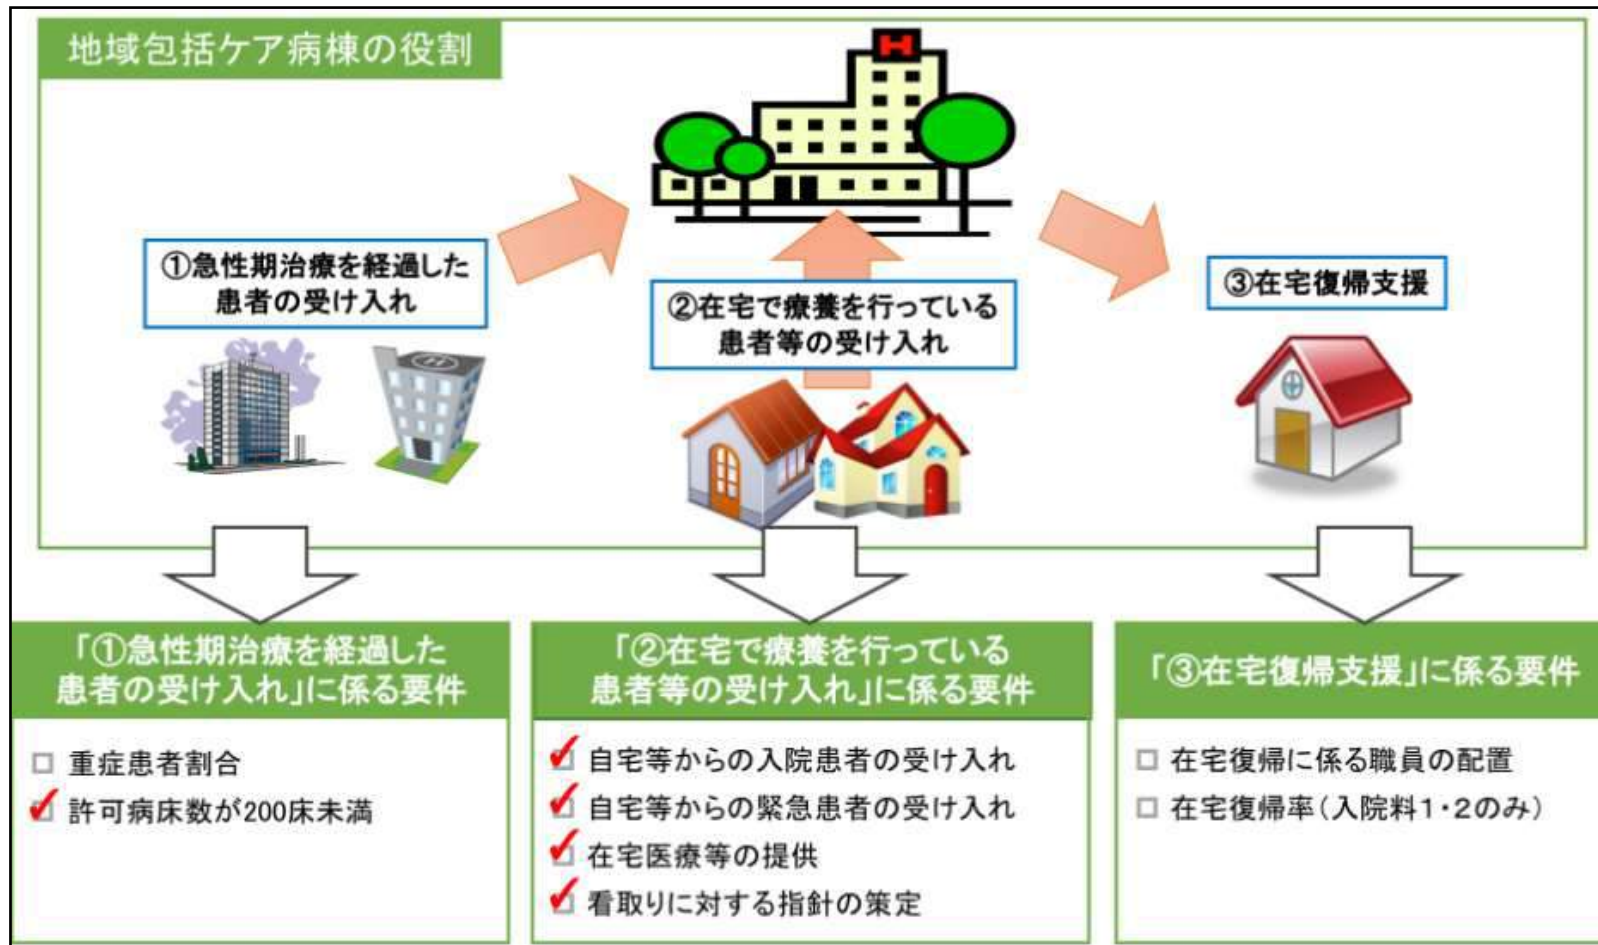 地域包括ケア病棟の役割
H
①急性期治療を経過した
患者の受け入れ
②在宅で療養を行っている
患者等の受け入れ
③在宅復帰支援
H
「①急性期治療を経過した
患者の受け入れ」に係る要件
重症患者割合
許可病床数が200床未満
「②在宅で療養を行っている
患者等の受け入れ」に係る要件
自宅等からの入院患者の受け入れ
自宅等からの緊急患者の受け入れ
在宅医療等の提供
看取りに対する指針の策定
「③在宅復帰支援」に係る要件
在宅復帰に係る職員の配置
在宅復帰率(入院料1・2のみ)